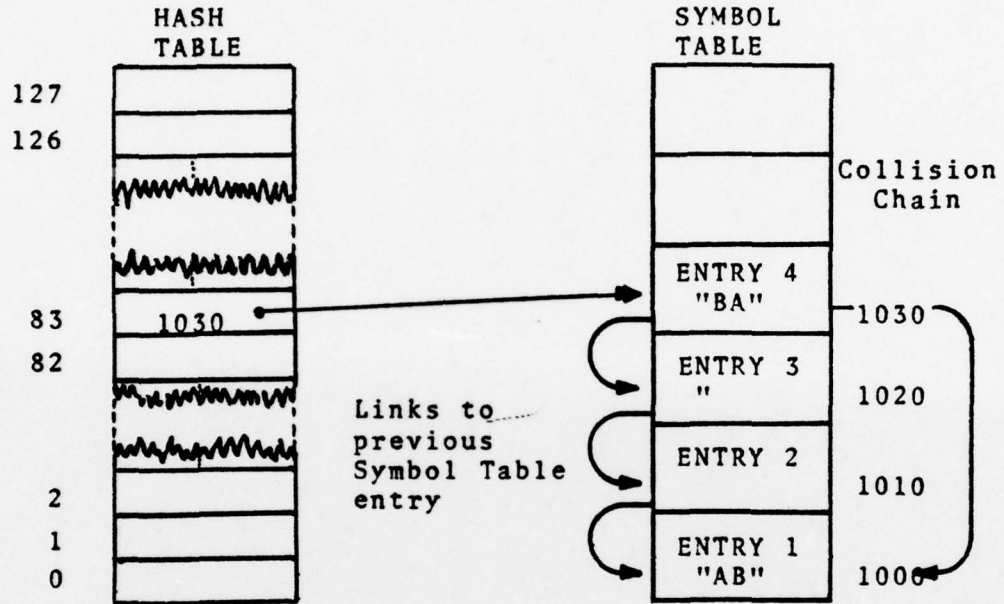 HASH
TABLE
SYMBOL
TABLE
127
126
Collision
Chain
ENTRY 4
"BA"
83
1030
1030
82
ENTRY 3
"
1020
Links to
previous
Symbol Table
entry
ENTRY 2
1010
2
1
ENTRY 1
"AB"
0
1000